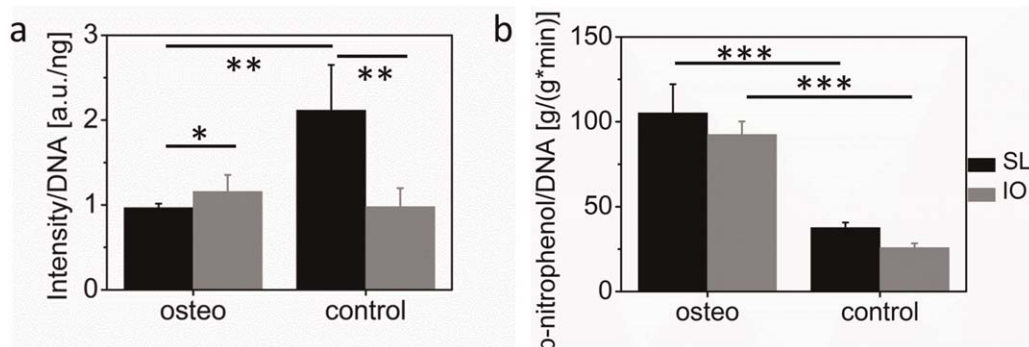 a
Intensity/DNA [a.u./ng]
3
2
1
0
**
**
*
osteo
control
b
p-nitrophenol/DNA [g/(g*min)]
150
100
50
0
***
***
osteo
control
SL
IO